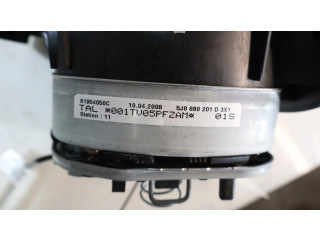 61954050C 10.04.2008 5J0 880 201 D 3X1
TAL *001TV05PFZAM* 01S
Station : 11